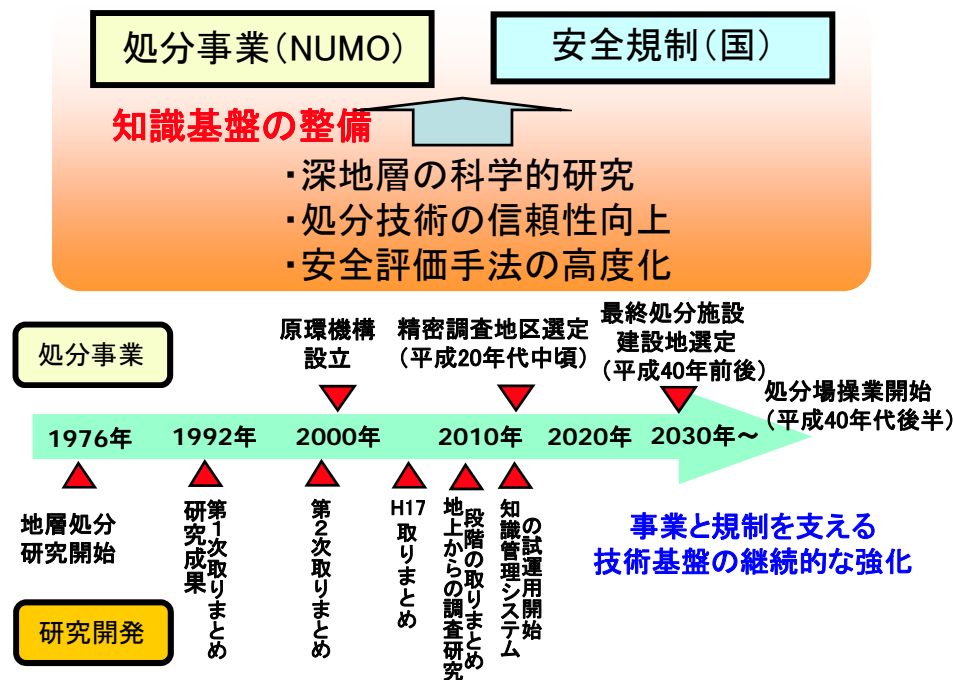 処分事業(NUMO)
安全規制(国)
知識基盤の整備
・深地層の科学的研究
・処分技術の信頼性向上
・安全評価手法の高度化
処分事業
原環機構
設立
精密調査地区選定
(平成20年代中頃)
最終処分施設
建設地選定
(平成40年前後)
処分場操業開始
(平成40年代後半)
1976年
1992年
2000年
2010年
2020年
2030年~
地層処分
研究開始
第1次取りまとめ
研究成果
第2次取りまとめ
H17
取りまとめ
地上からの調査研究
段階の取りまとめ
知識管理システム
の試運用開始
事業と規制を支える
技術基盤の継続的な強化
研究開発